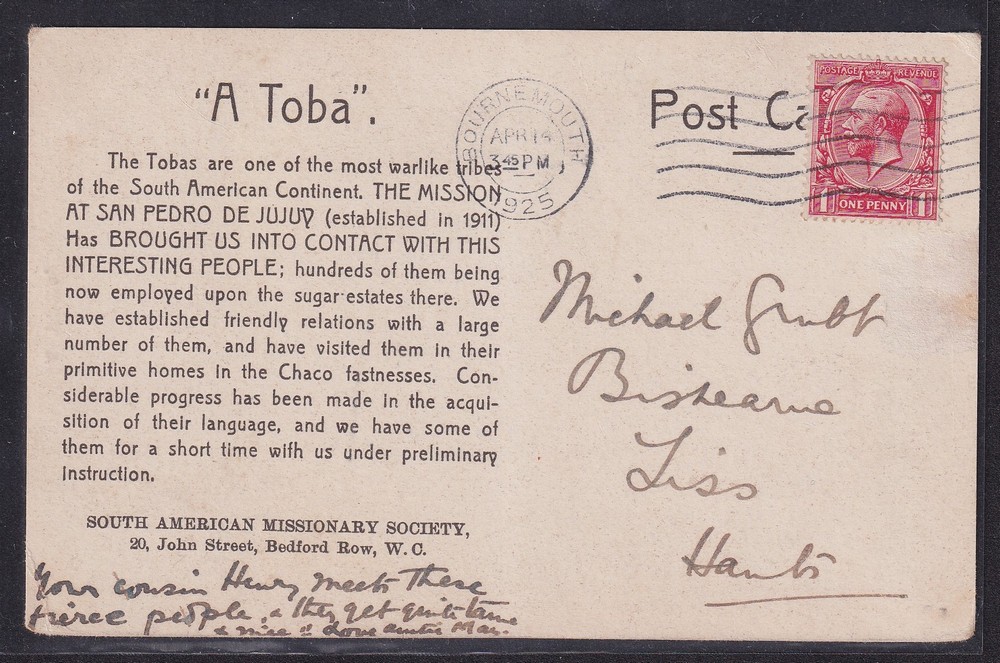 "A Toba".
The Tobas are one of the most warlike tribes
of the South American Continent. THE MISSION
AT SAN PEDRO DE JUJUY (established in 1911)
Has BROUGHT US INTO CONTACT WITH THIS
INTERESTING PEOPLE; hundreds of them being
now employed upon the sugar estates there. We
have established friendly relations with a large
number of them, and have visited them in their
primitive homes in the Chaco fastnesses. Con-
siderable progress has been made in the acqui-
sition of their language, and we have some of
them for a short time with us under preliminary
instruction.
SOUTH AMERICAN MISSIONARY SOCIETY,
20, John Street, Bedford Row, W.C.
Your cousin Henry meets these
fierce people, & they get quite tame
& nice!! Love auntie May.
BOURNEMOUTH
APR 14
3 45 PM
1925
Post Ca
POSTAGE REVENUE
1 ONE PENNY 1
Michael Grubb
Liss
Hants